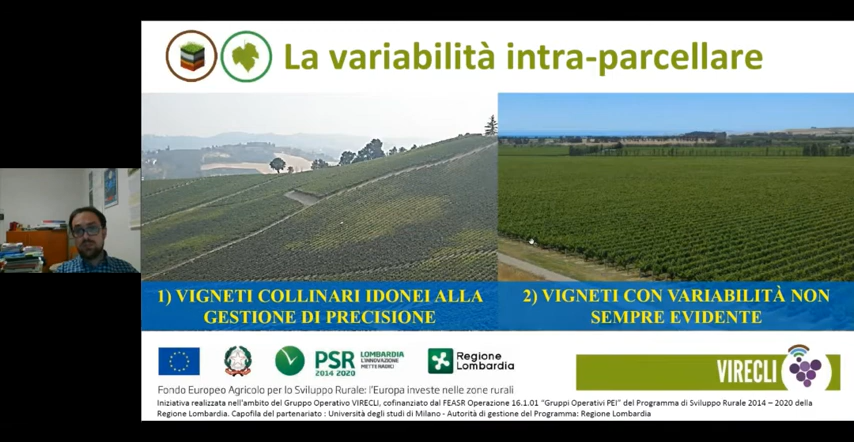 La variabilità intra-parcellare
1) VIGNETI COLLINARI IDONEI ALLA
GESTIONE DI PRECISIONE
2) VIGNETI CON VARIABILITÀ NON
SEMPRE EVIDENTE
PSR
2014 2020
LOMBARDIA
L'INNOVAZIONE
METTE RADICI
Regione
Lombardia
VIRECLI
Fondo Europeo Agricolo per lo Sviluppo Rurale: l'Europa investe nelle zone rurali
Iniziativa realizzata nell'ambito del Gruppo Operativo VIRECLI, cofinanziato dal FEASR Operazione 16.1.01 "Gruppi Operativi PEI" del Programma di Sviluppo Rurale 2014 – 2020 della
Regione Lombardia. Capofila del partenariato : Università degli studi di Milano - Autorità di gestione del Programma: Regione Lombardia